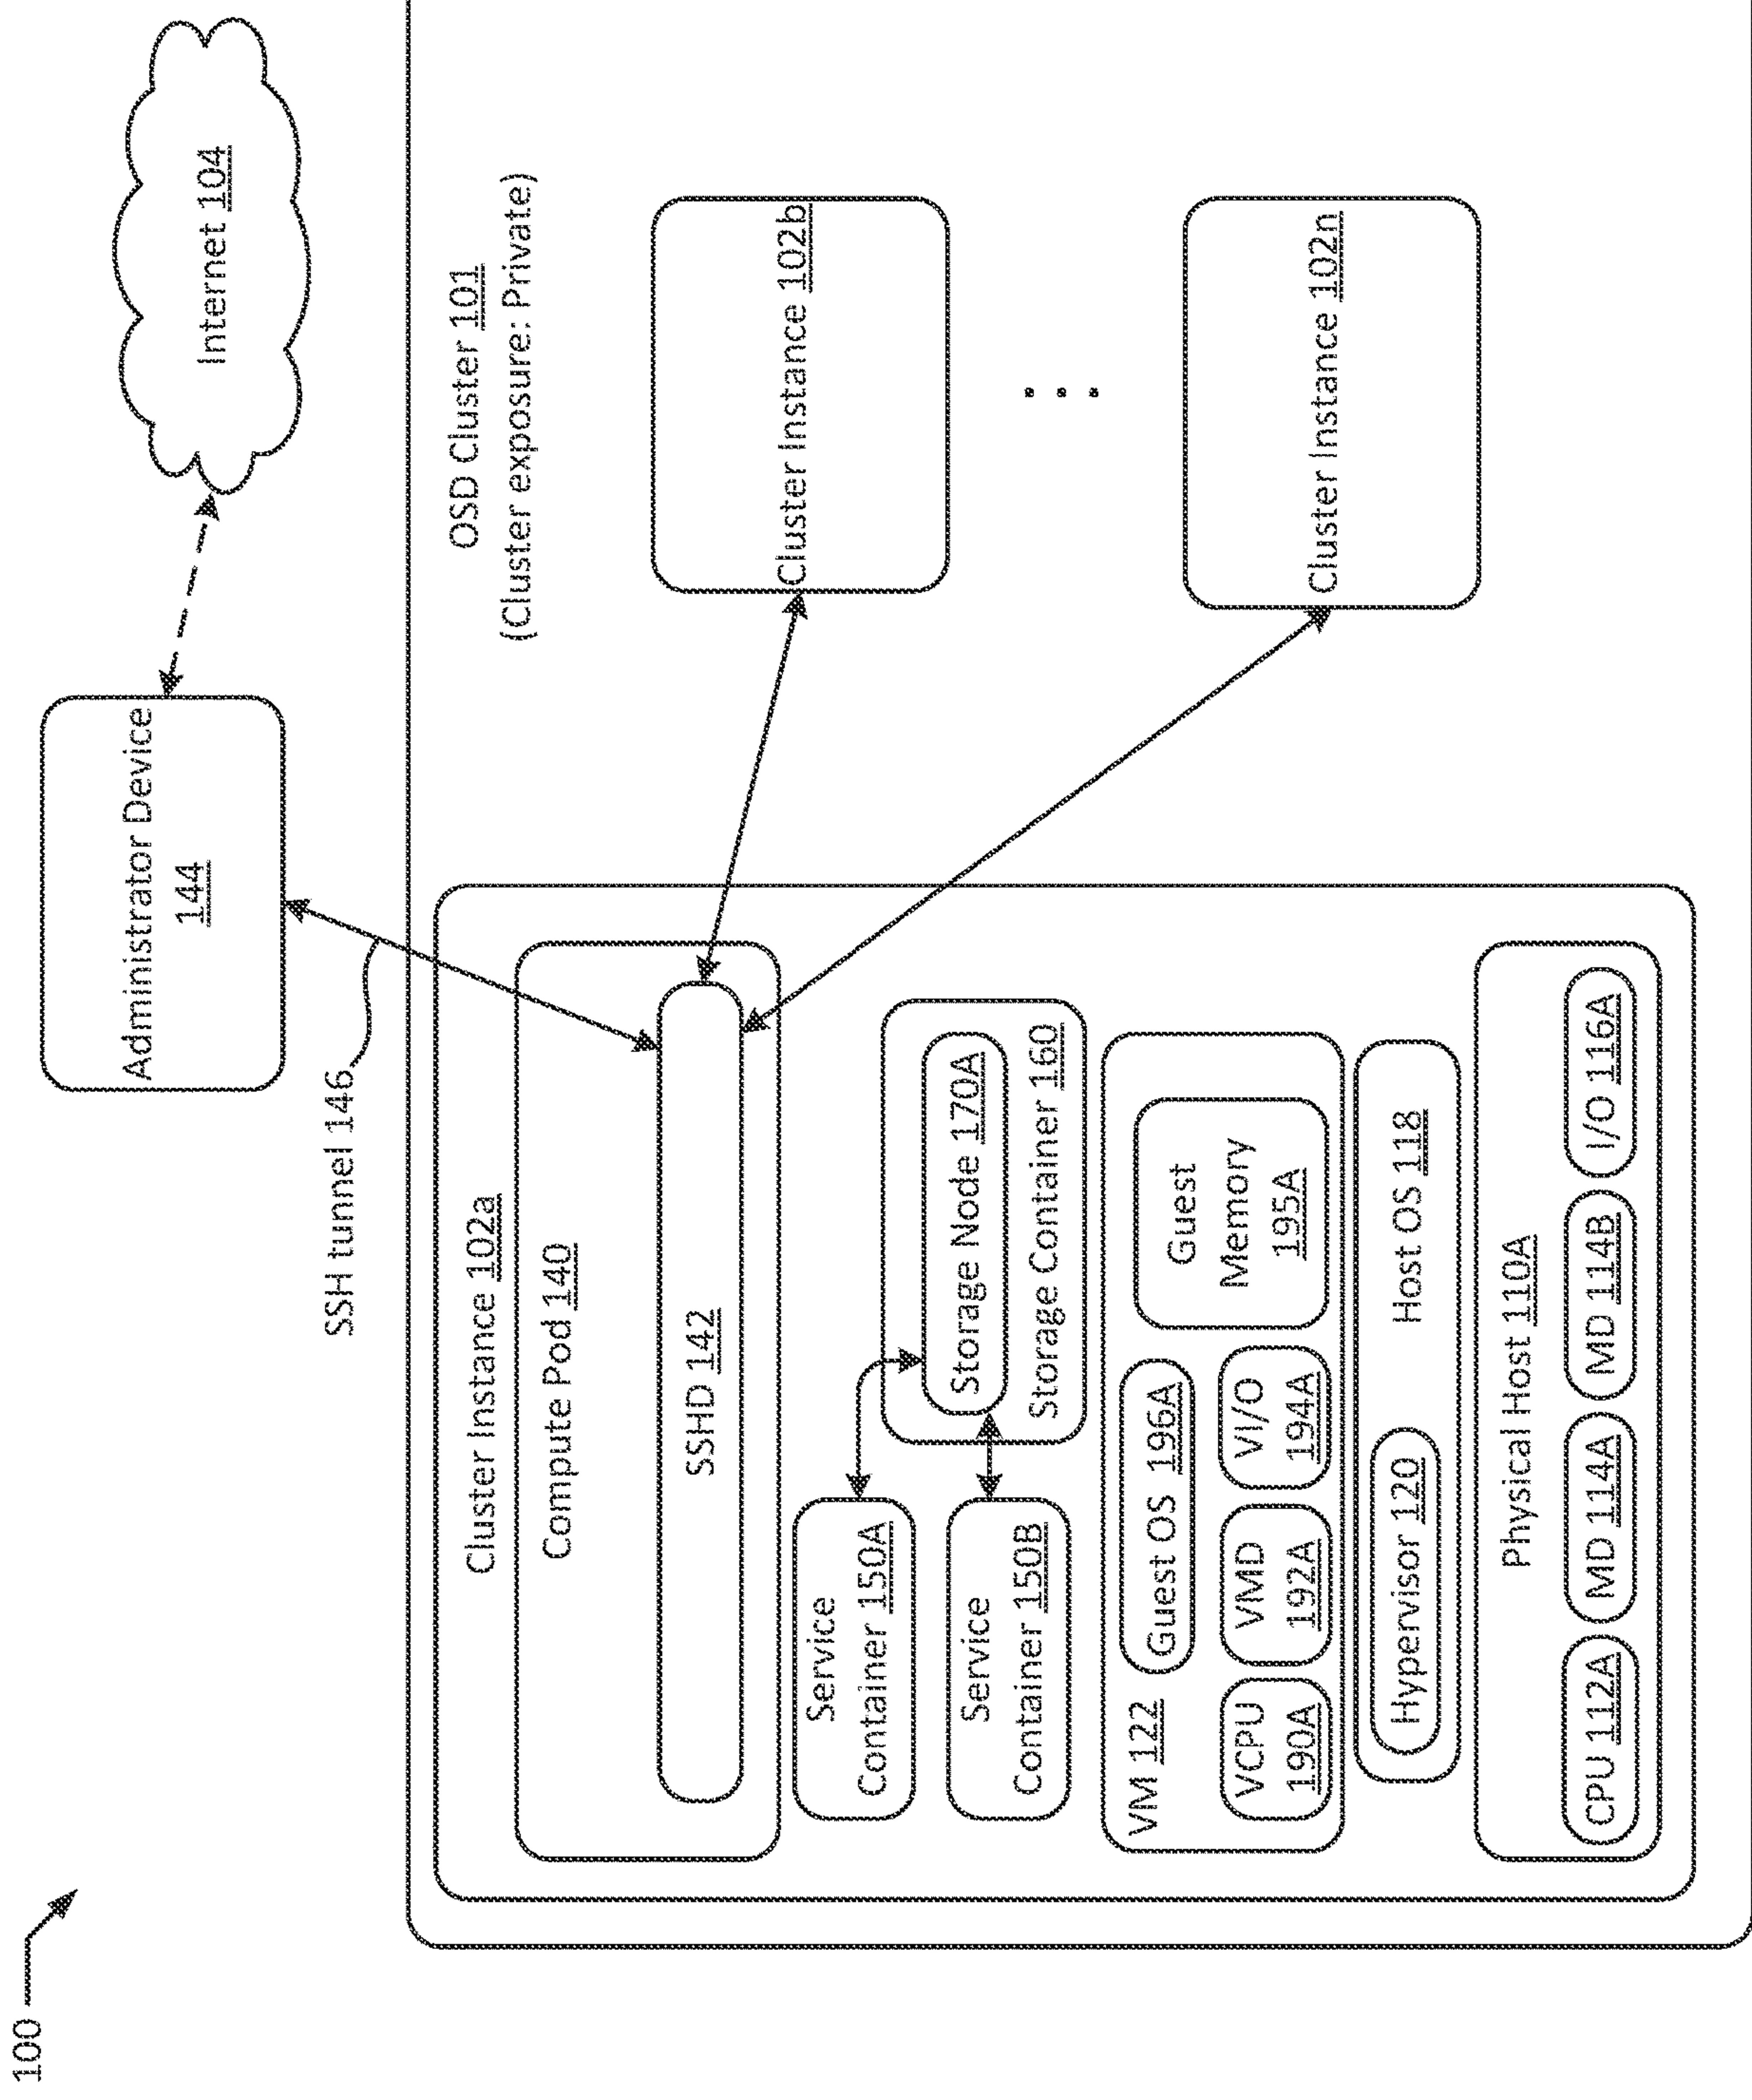 100
Administrator Device
144
Internet 104
SSH tunnel 146
OSD Cluster 101
(Cluster exposure: Private)
Cluster Instance 102a
Compute Pod 140
SSHD 142
Service
Container 150A
Service
Container 150B
Storage Node 170A
Storage Container 160
VM 122
Guest OS 196A
VCPU
190A
VMD
192A
VI/O
194A
Guest
Memory
195A
Hypervisor 120
Host OS 118
Physical Host 110A
CPU 112A
MD 114A
MD 114B
I/O 116A
Cluster Instance 102b
Cluster Instance 102n